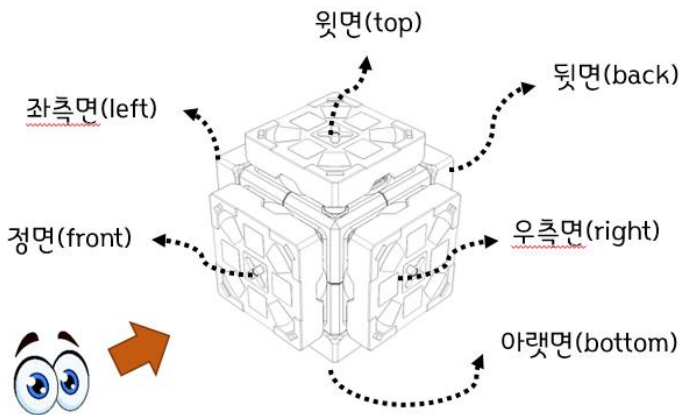 윗면(top)
뒷면(back)
좌측면(left)
정면(front)
우측면(right)
아랫면(bottom)